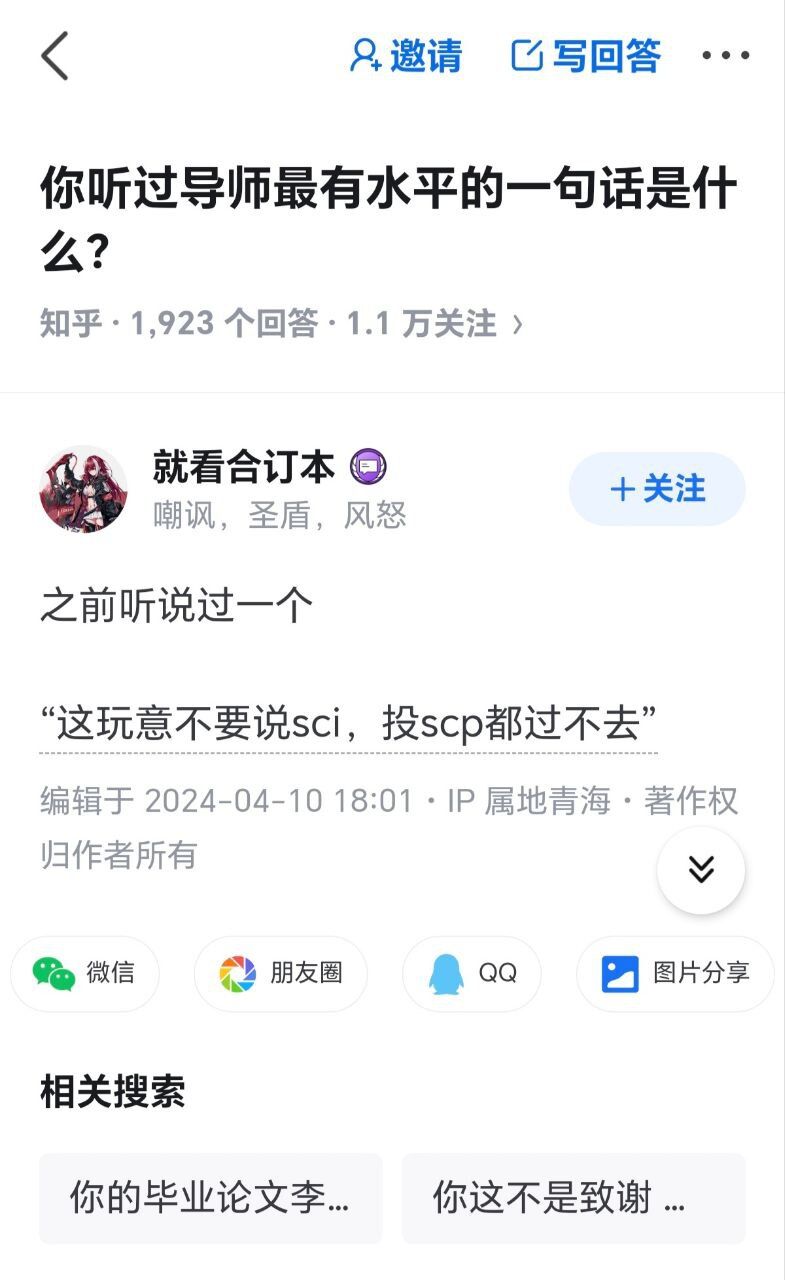 邀请 写回答
你听过导师最有水平的一句话是什
么?
知乎 · 1,923 个回答 · 1.1 万关注 ›
就看合订本
嘲讽，圣盾，风怒
+ 关注
之前听说过一个
“这玩意不要说sci，投scp都过不去”
编辑于 2024-04-10 18:01 · IP 属地青海 · 著作权
归作者所有
微信 朋友圈 QQ 图片分享
相关搜索
你的毕业论文李... 你这不是致谢 ...